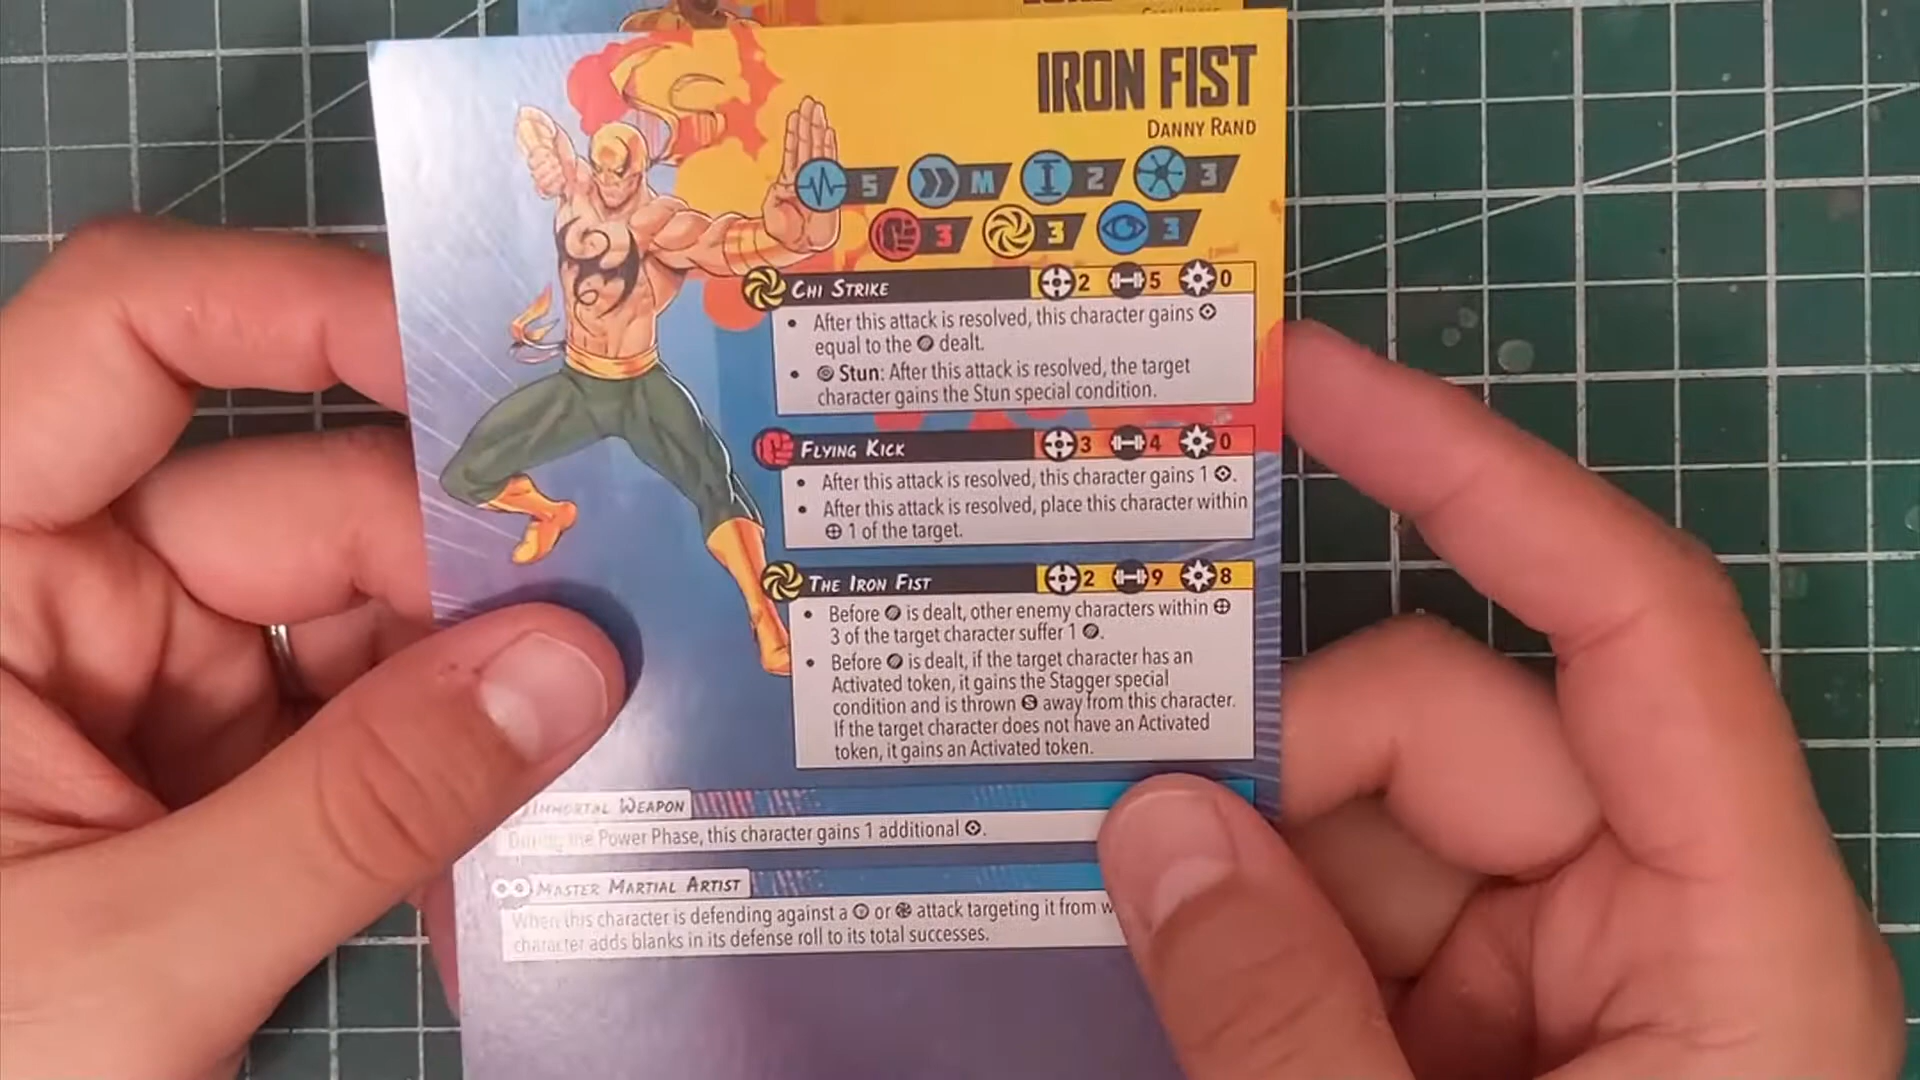 IRON FIST
DANNY RAND
5 M 2 3
3 3 3
CHI STRIKE 2 5 0
• After this attack is resolved, this character gains
equal to the dealt.
• Stun: After this attack is resolved, the target
character gains the Stun special condition.
FLYING KICK 3 4 0
• After this attack is resolved, this character gains 1 .
• After this attack is resolved, place this character within
1 of the target.
THE IRON FIST 2 9 8
• Before is dealt, other enemy characters within
3 of the target character suffer 1 .
• Before is dealt, if the target character has an
Activated token, it gains the Stagger special
condition and is thrown S away from this character.
If the target character does not have an Activated
token, it gains an Activated token.
IMMORTAL WEAPON
During the Power Phase, this character gains 1 additional .
MASTER MARTIAL ARTIST
When this character is defending against a or attack targeting it from
character adds blanks in its defense roll to its total successes.